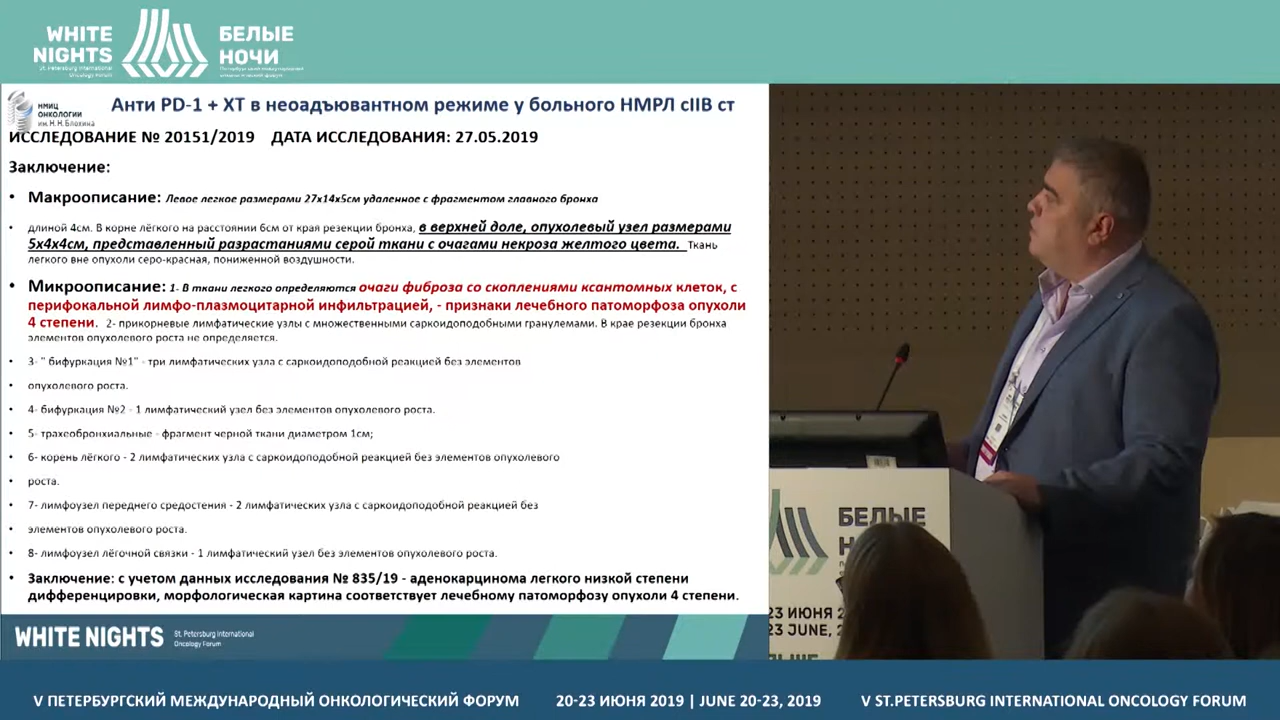 WHITE
NIGHTS
St. Petersburg International
Oncology Forum
БЕЛЫЕ
НОЧИ
НМИЦ
ОНКОЛОГИИ
им. Н. Н. Блохина
Анти PD-1 + ХТ в неоадъювантном режиме у больного НМРЛ cIIB ст
ИССЛЕДОВАНИЕ № 20151/2019 ДАТА ИССЛЕДОВАНИЯ: 27.05.2019
Заключение:
• Макроописание: Левое легкое размерами 27х14х5см удаленное с фрагментом главного бронха
• длиной 4см. В корне лёгкого на расстоянии 6см от края резекции бронха, в верхней доле, опухолевый узел размерами
5х4х4см, представленный разрастаниями серой ткани с очагами некроза желтого цвета. Ткань
легкого вне опухоли серо-красная, пониженной воздушности.
• Микроописание: 1- В ткани легкого определяются очаги фиброза со скоплениями ксантомных клеток, с
перифокальной лимфо-плазмоцитарной инфильтрацией, - признаки лечебного патоморфоза опухоли
4 степени. 2- прикорневые лимфатические узлы с множественными саркоидоподобными гранулемами. В крае резекции бронха
элементов опухолевого роста не определяется.
• 3- " бифуркация №1" - три лимфатических узла с саркоидоподобной реакцией без элементов
• опухолевого роста.
• 4- бифуркация №2 - 1 лимфатический узел без элементов опухолевого роста.
• 5- трахеобронхиальные - фрагмент черной ткани диаметром 1см;
• 6- корень лёгкого - 2 лимфатических узла с саркоидоподобной реакцией без элементов опухолевого
• роста.
• 7- лимфоузел переднего средостения - 2 лимфатических узла с саркоидоподобной реакцией без
• элементов опухолевого роста.
• 8- лимфоузел лёгочной связки - 1 лимфатический узел без элементов опухолевого роста.
• Заключение: с учетом данных исследования № 835/19 - аденокарцинома легкого низкой степени
дифференцировки, морфологическая картина соответствует лечебному патоморфозу опухоли 4 степени.
WHITE NIGHTS
St. Petersburg International
Oncology Forum
БЕЛЫЕ
23 ИЮНЯ 2
23 JUNE, 2
V ПЕТЕРБУРГСКИЙ МЕЖДУНАРОДНЫЙ ОНКОЛОГИЧЕСКИЙ ФОРУМ 20-23 ИЮНЯ 2019 | JUNE 20-23, 2019 V ST.PETERSBURG INTERNATIONAL ONCOLOGY FORUM